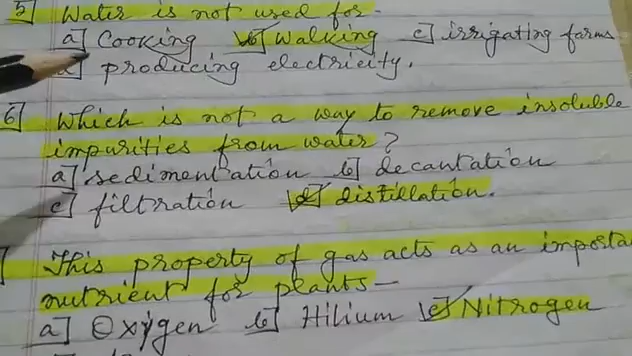 5] Water is not used for-
a] Cooking b] Walking c] irrigating farms
d] producing electricity.
6] Which is not a way to remove insoluble
impurities from water?
a] sedimentation b] decantation
c] filtration d] distillation.
This property of gas acts as an importa
nutrient for plants—
a] Oxygen b] Hilium c] Nitrogen